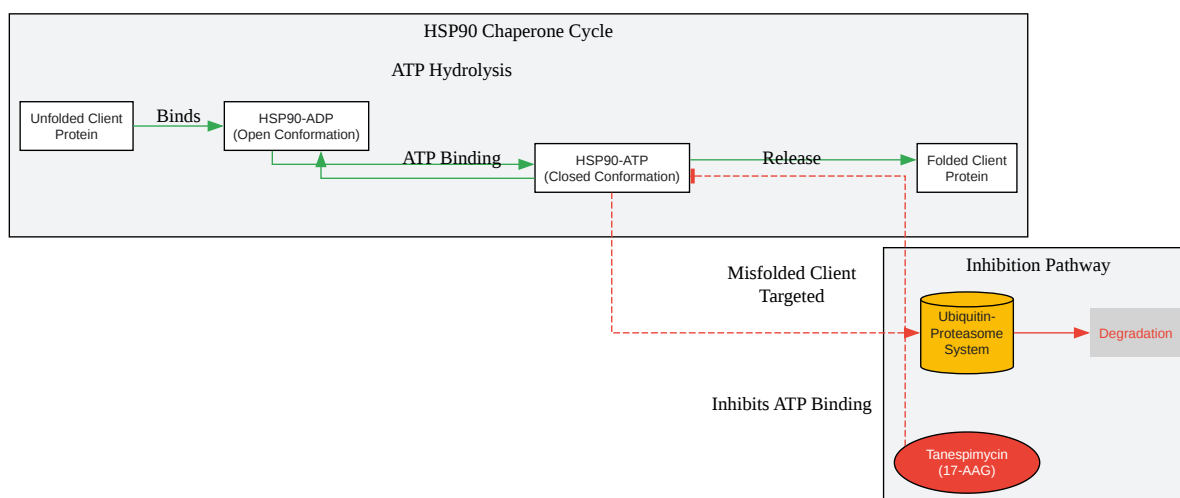 HSP90 Chaperone Cycle
ATP Hydrolysis
Unfolded Client
Protein
Binds
HSP90-ADP
(Open Conformation)
ATP Binding
HSP90-ATP
(Closed Conformation)
Release
Folded Client
Protein
Misfolded Client
Targeted
Inhibition Pathway
Ubiquitin-
Proteasome
System
Degradation
Inhibits ATP Binding
Tanespimycin
(17-AAG)